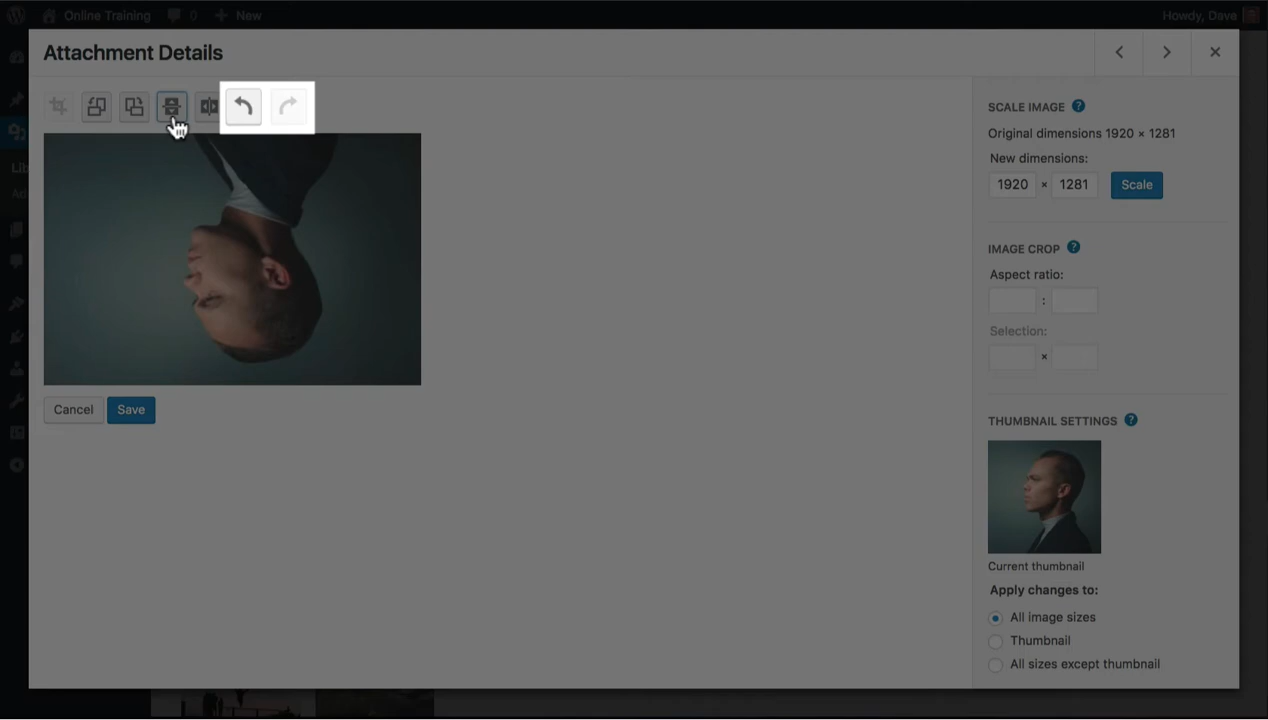 Online Training 0 New Howdy, Dave
Attachment Details
SCALE IMAGE ?
Original dimensions 1920 × 1281
New dimensions:
1920 × 1281 Scale
IMAGE CROP ?
Aspect ratio:
:
Selection:
×
Cancel Save
THUMBNAIL SETTINGS ?
Current thumbnail
Apply changes to:
All image sizes
Thumbnail
All sizes except thumbnail